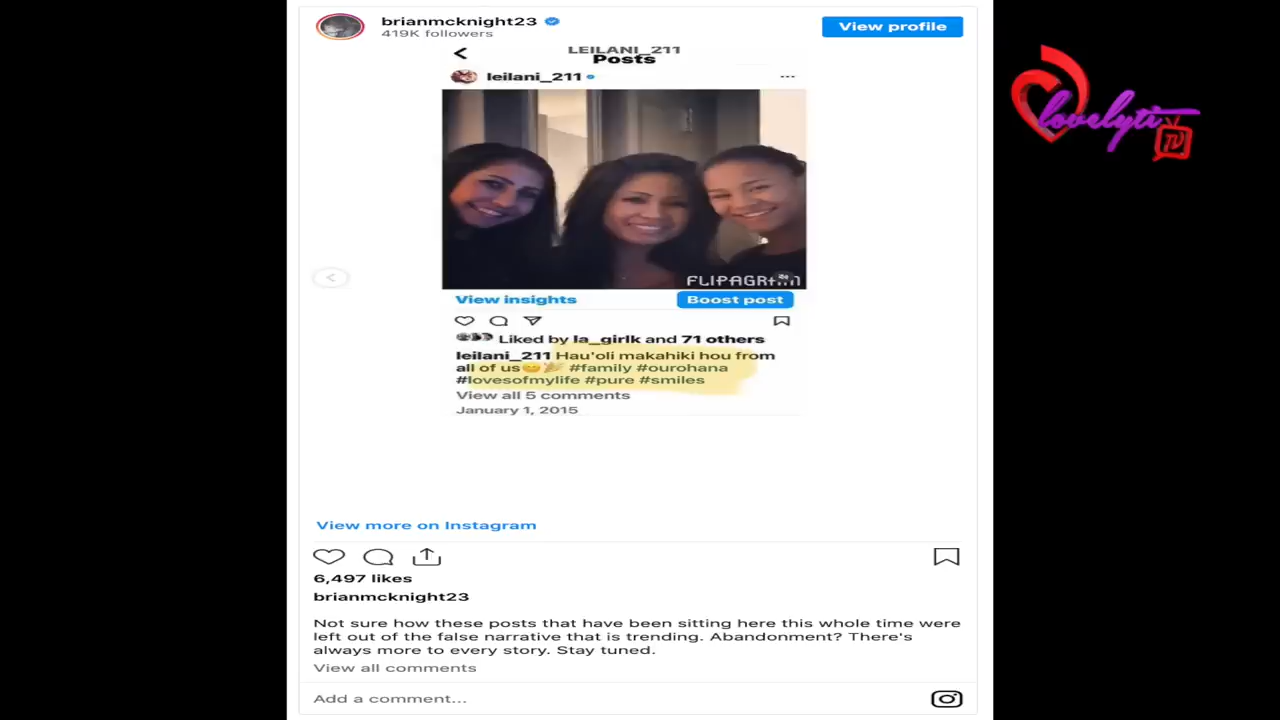 brianmcknight23
419K followers
View profile
LEILANI_211
Posts
leilani_211
FLIPAGRAM
View insights
Boost post
Liked by la_girlk and 71 others
leilani_211 Hau'oli makahiki hou from
all of us😊🎉 #family #ourohana
#lovesofmylife #pure #smiles
View all 5 comments
January 1, 2015
View more on Instagram
6,497 likes
brianmcknight23
Not sure how these posts that have been sitting here this whole time were
left out of the false narrative that is trending. Abandonment? There's
always more to every story. Stay tuned.
View all comments
Add a comment...
lovelyti
TV